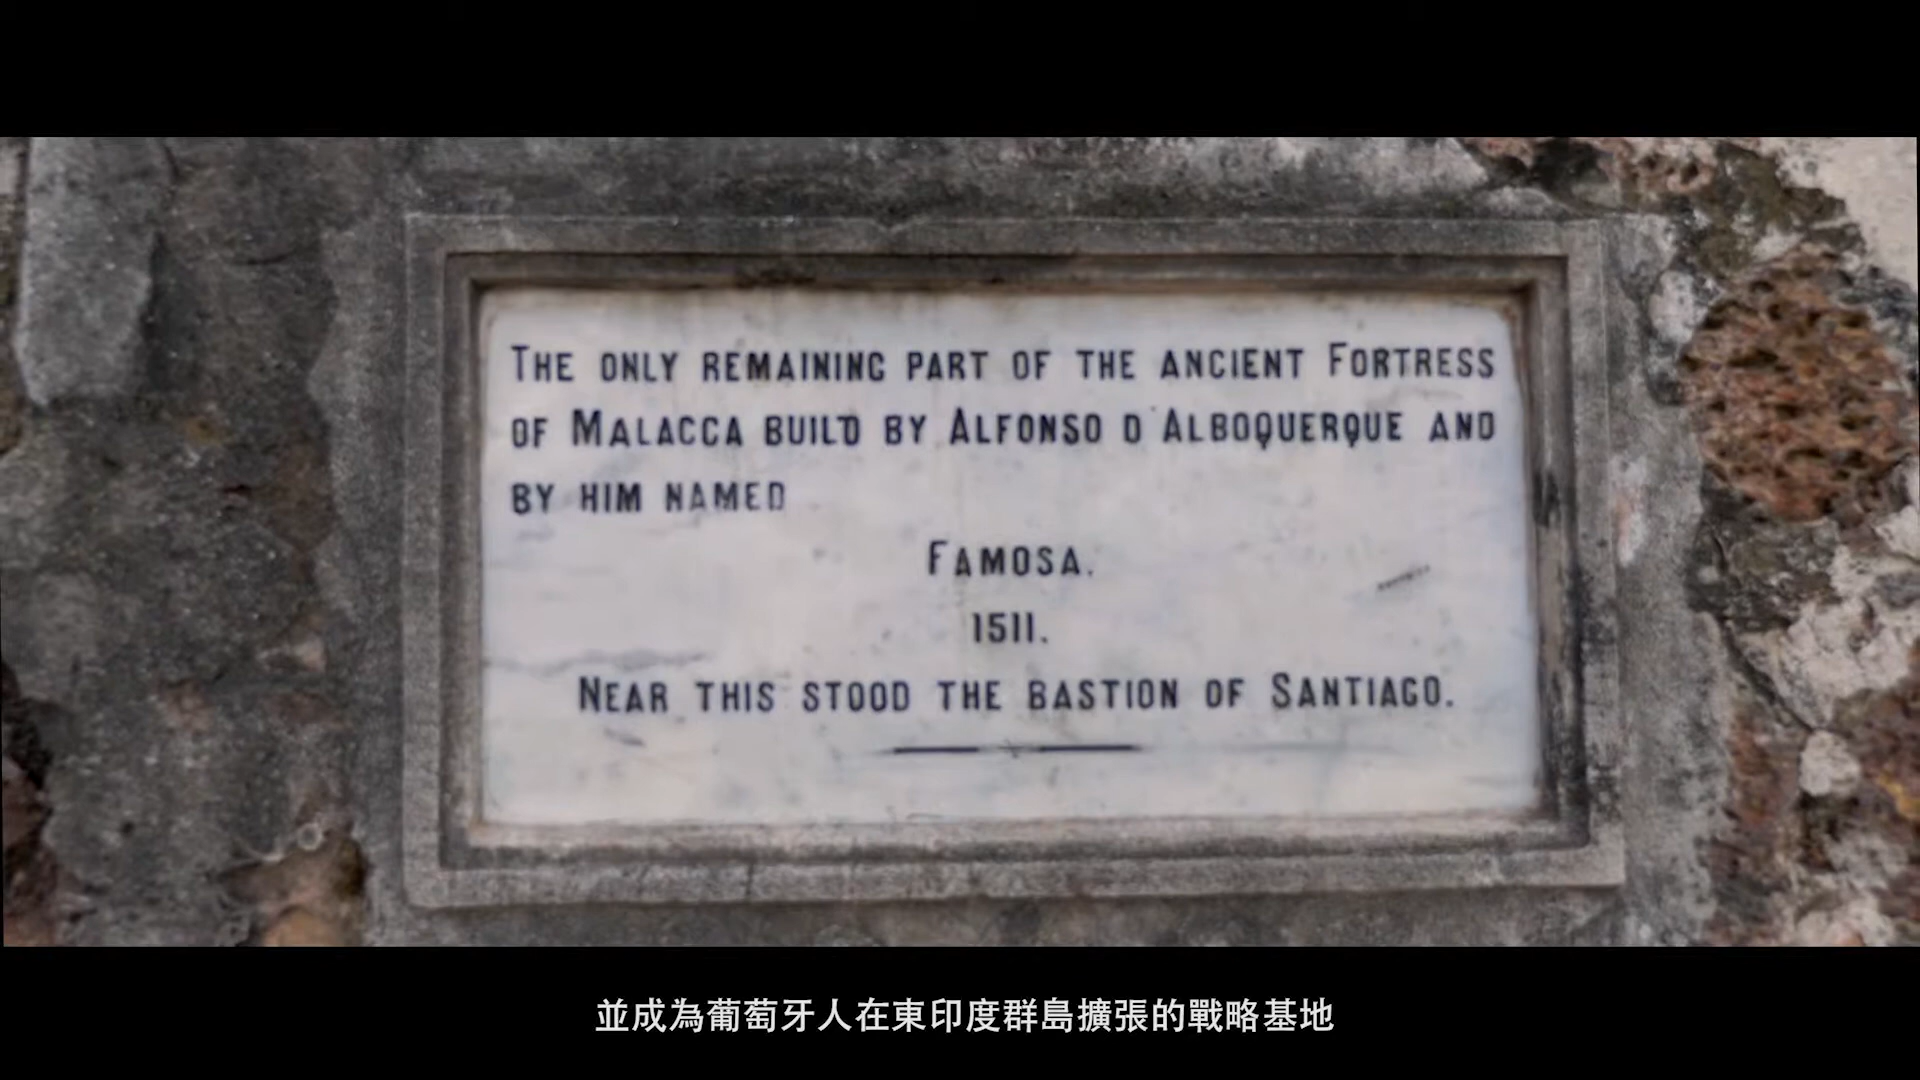 THE ONLY REMAINING PART OF THE ANCIENT FORTRESS
OF MALACCA BUILD BY ALFONSO D'ALBOQUERQUE AND
BY HIM NAMED
FAMOSA.
1511.
NEAR THIS STOOD THE BASTION OF SANTIAGO.
並成為葡萄牙人在東印度群島擴張的戰略基地